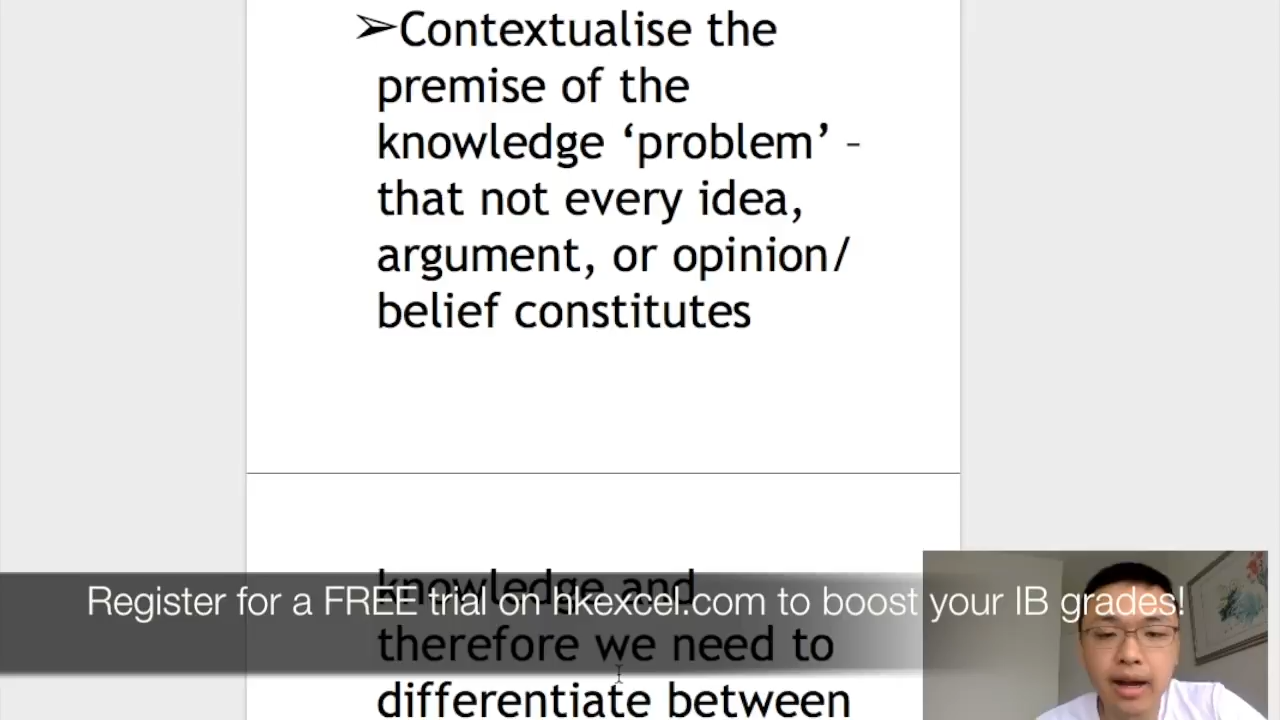 ➢Contextualise the
premise of the
knowledge ‘problem’ –
that not every idea,
argument, or opinion/
belief constitutes
knowledge and
Register for a FREE trial on hkexcel.com to boost your IB grades!
therefore we need to
differentiate between